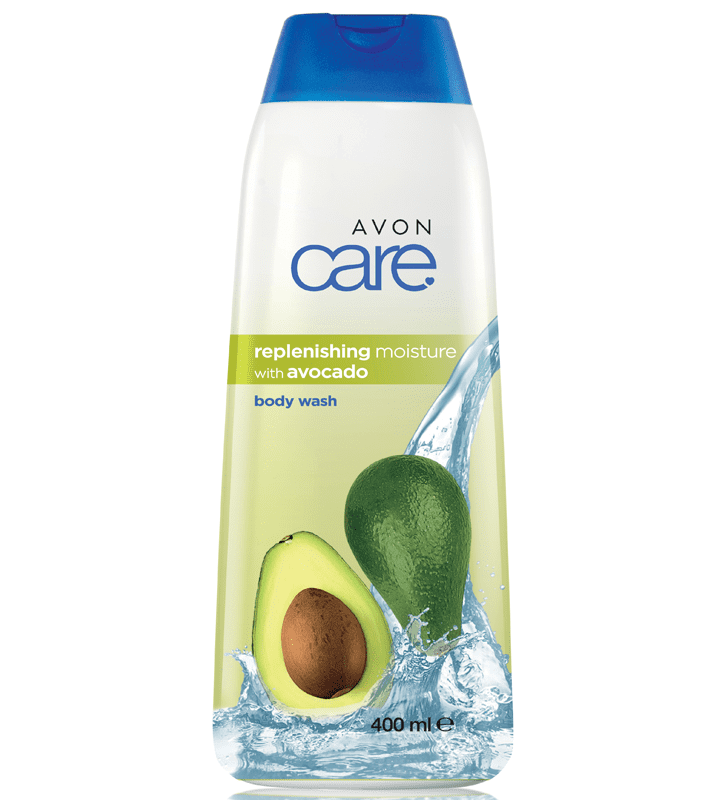 AVON
care
replenishing moisture
with avocado
body wash
400 ml ℮